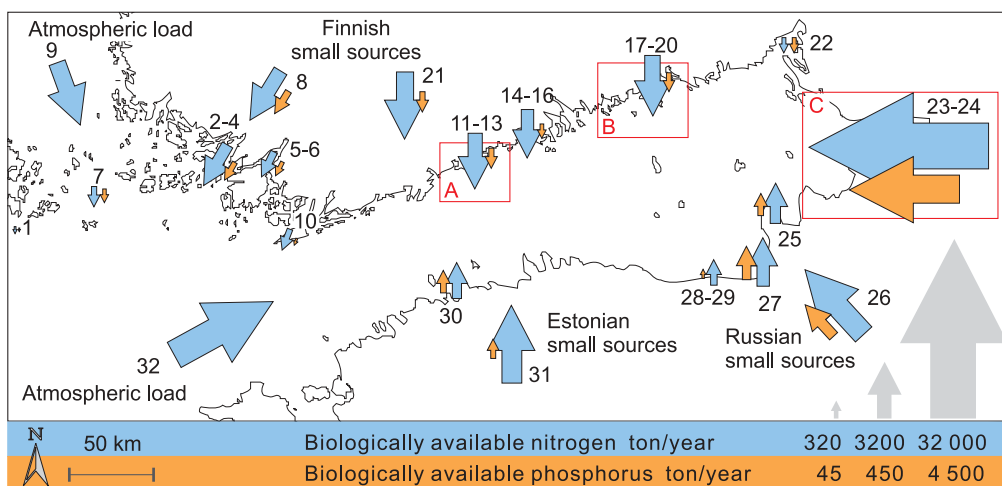 Atmospheric load
9
Finnish
small sources
8
21
17-20
22
14-16
11-13
B
C
23-24
2-4
5-6
7
A
1
10
25
28-29
27
26
30
Estonian
small sources
Russian
small sources
32
31
Atmospheric load
N
50 km
Biologically available nitrogen ton/year 320 3200 32 000
Biologically available phosphorus ton/year 45 450 4 500